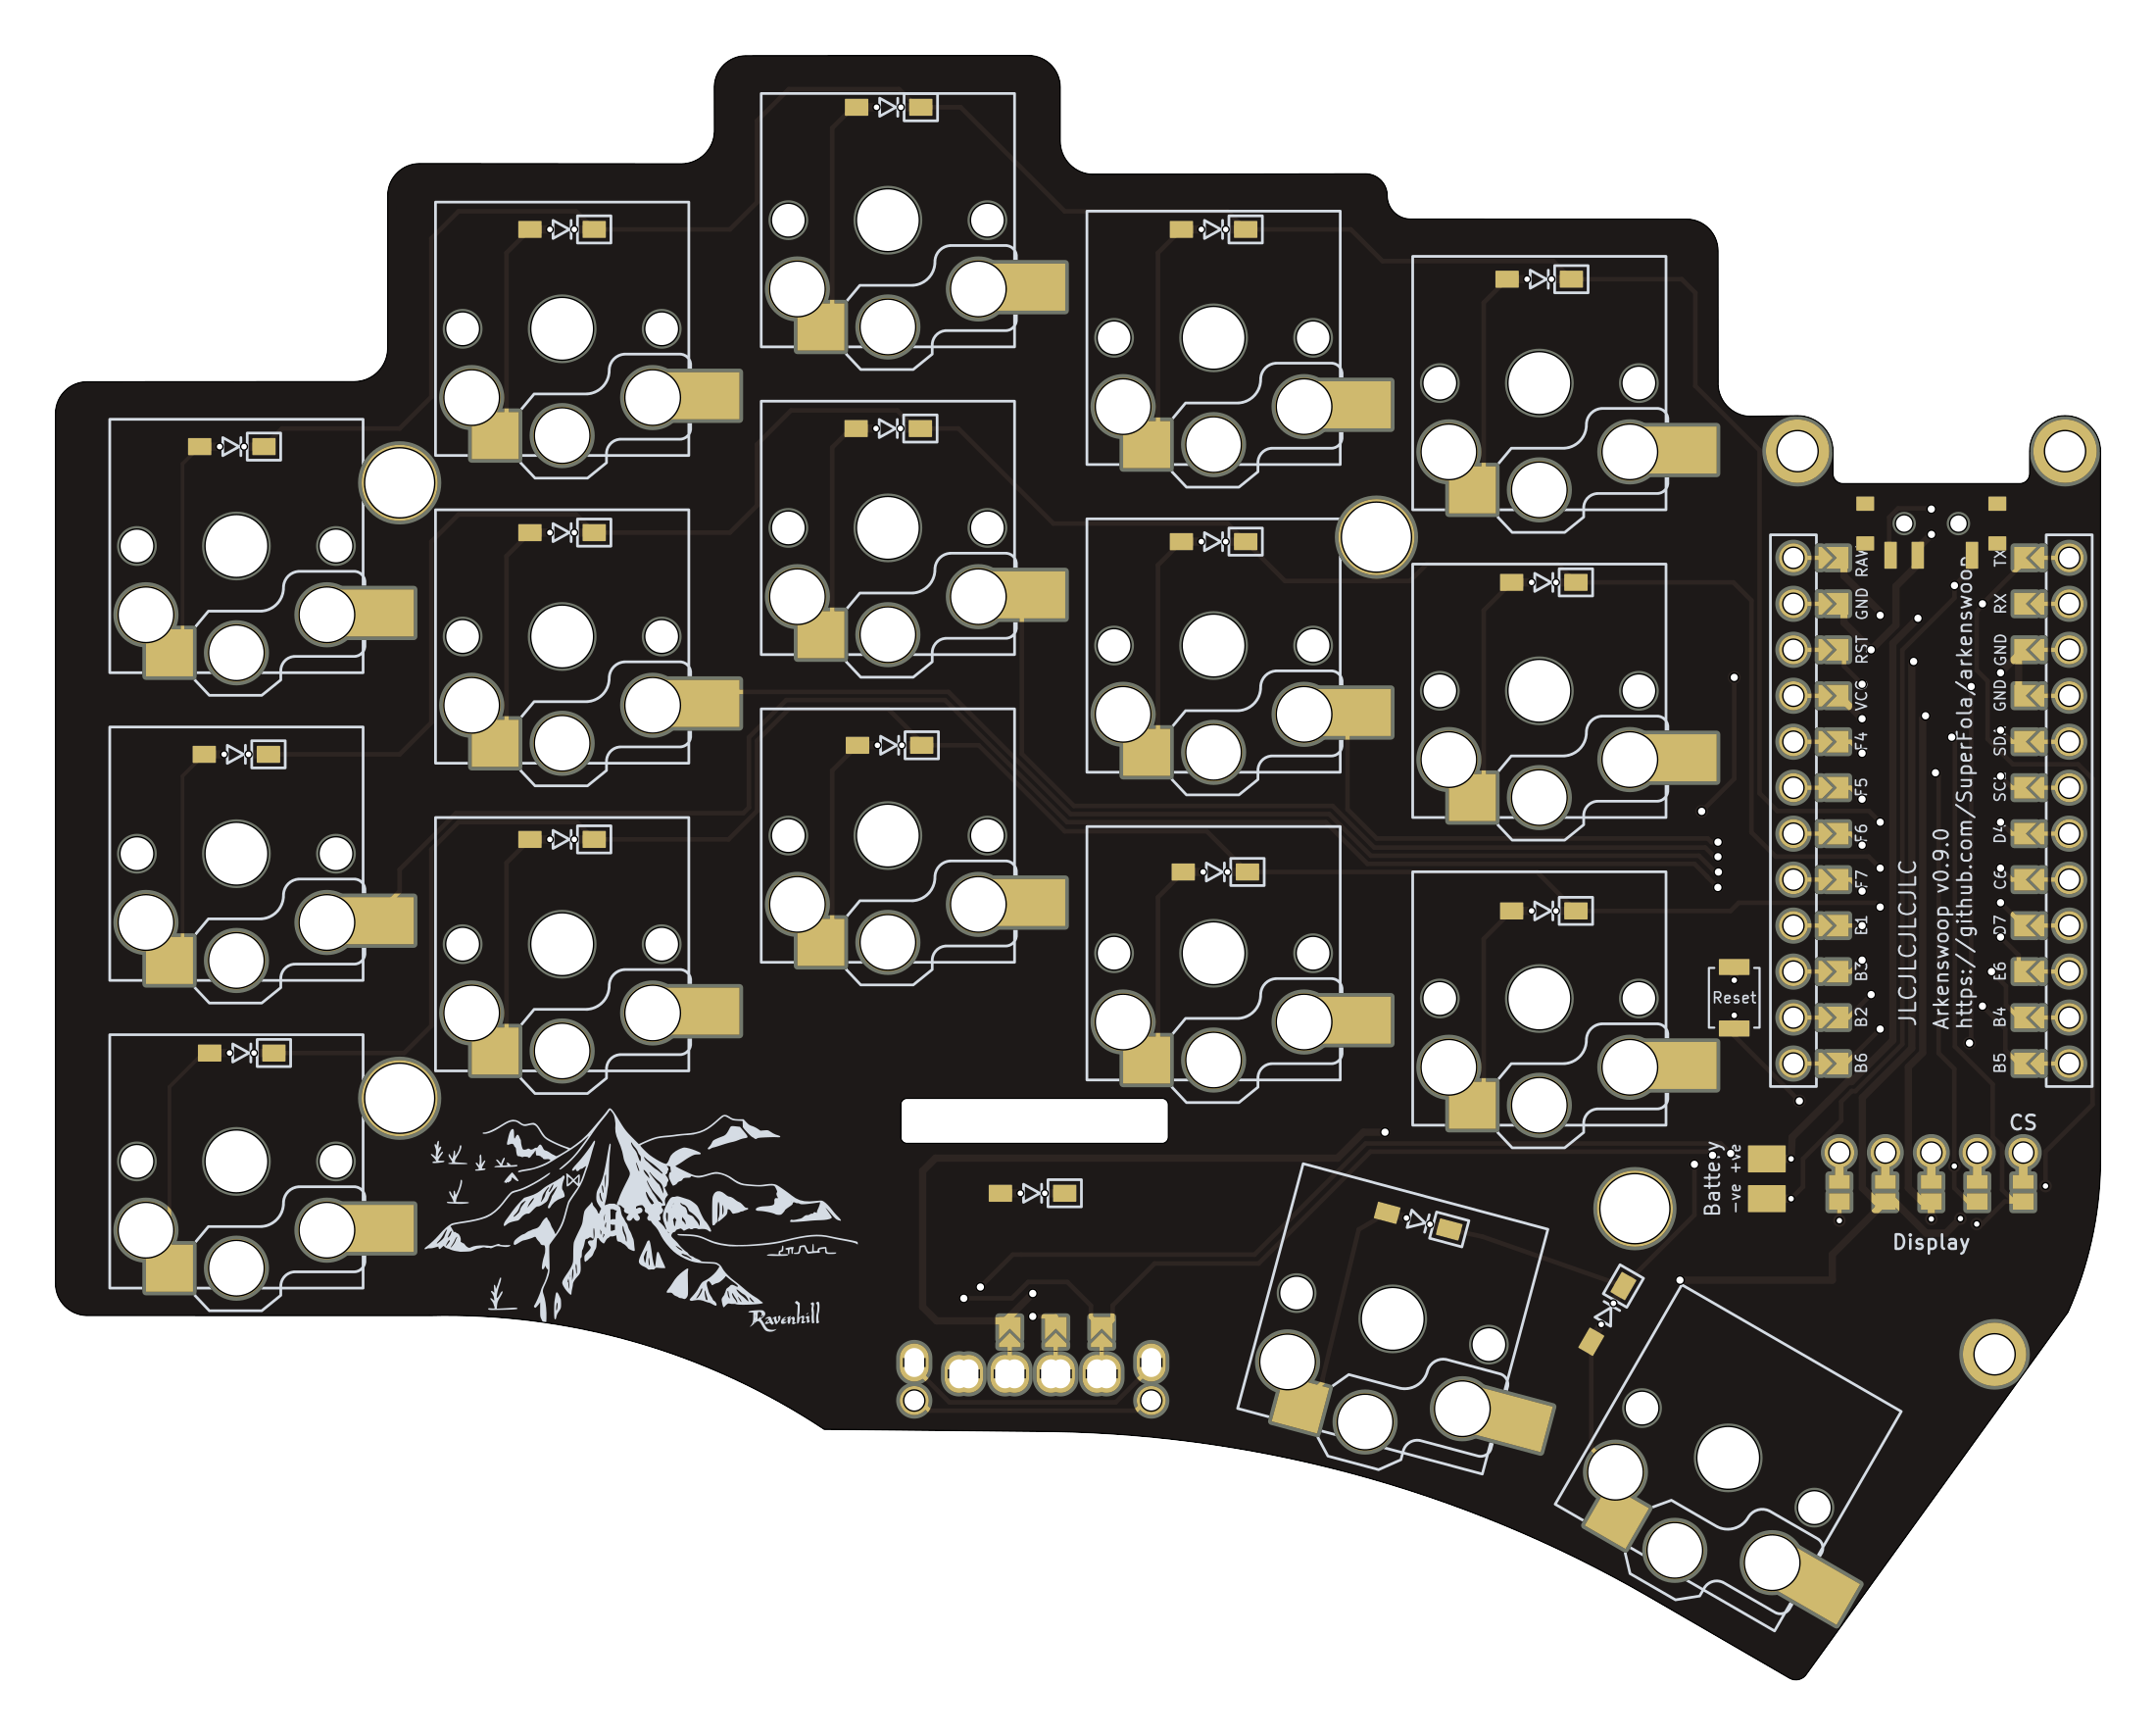 RAW
GND
RST
VCC
F4
F5
F6
F7
B1
B3
B2
B6
TX
RX
GND
GND
SDA
SCL
D4
C6
D7
E6
B4
B5
JLCJLCJLCJLC
Arkenswoop v0.9.0
https://github.com/SuperFola/arkenswoop
Reset
CS
Battery
-ve +ve
Display
Ravenhill